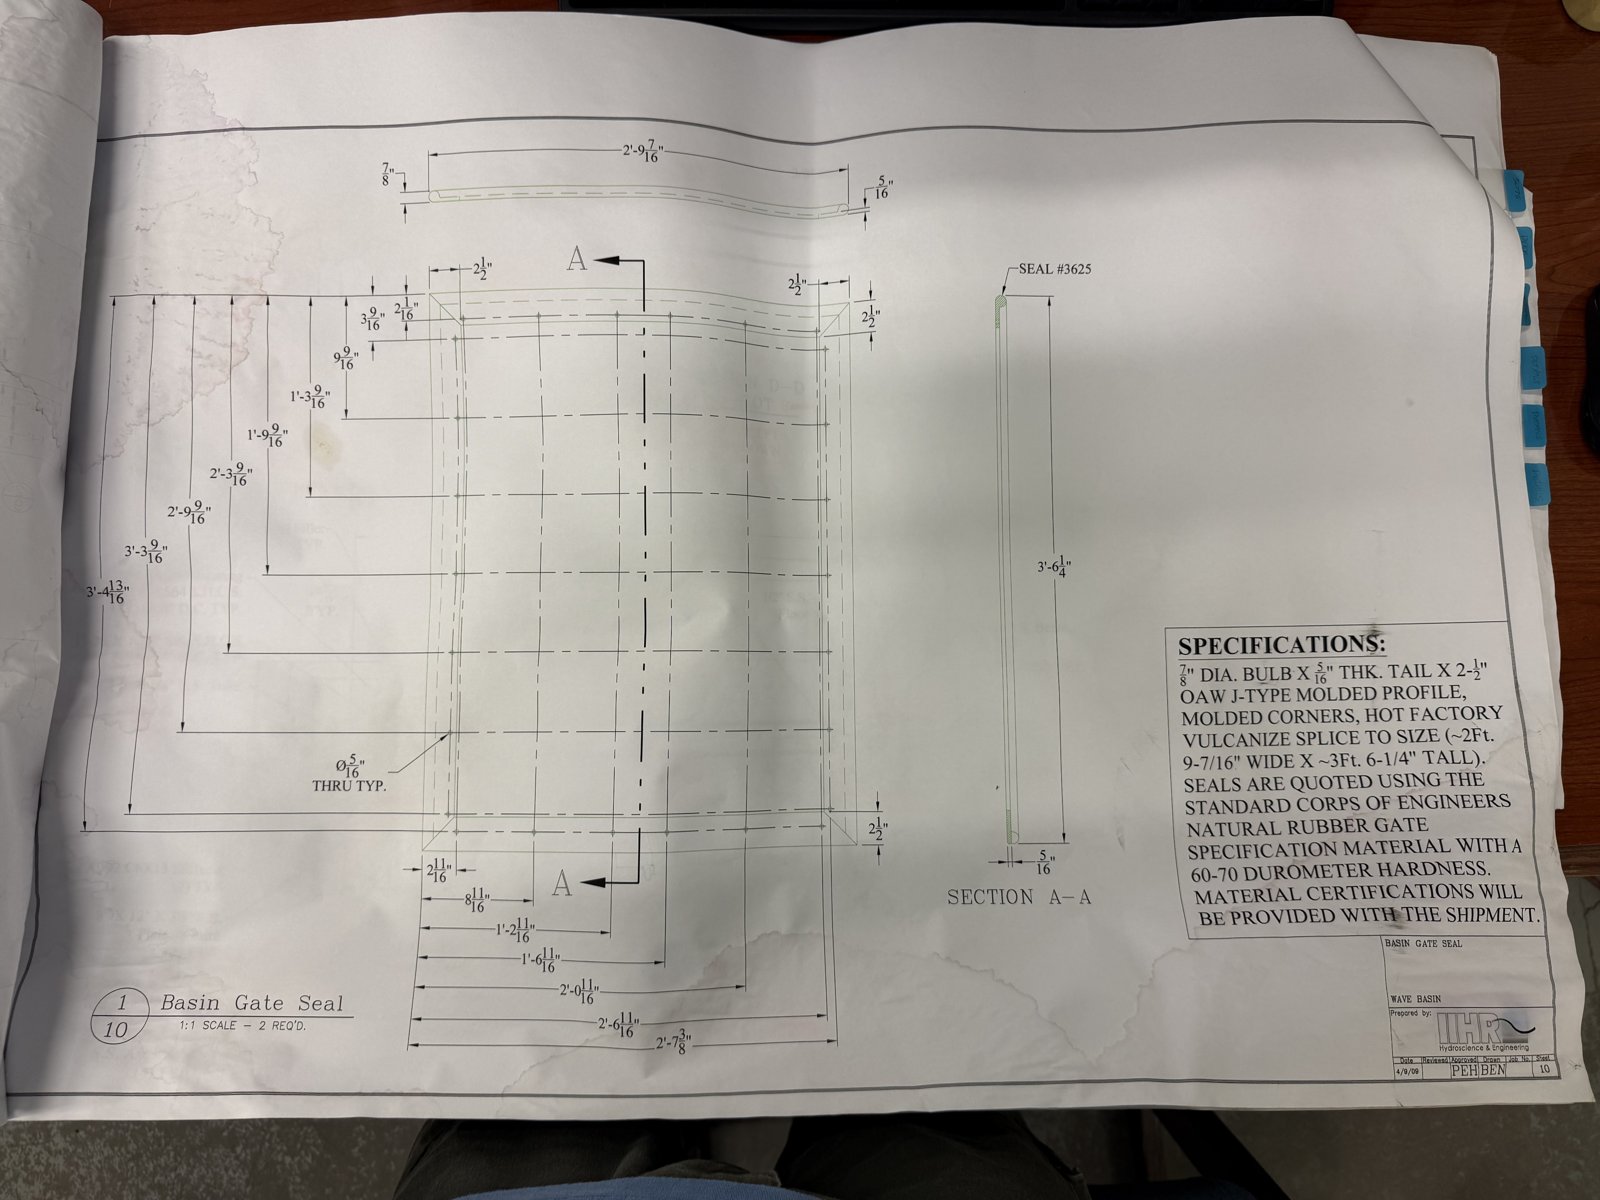 2'-9 7/16"
7/8"
5/16"
A
2 1/2"
2 1/2"
SEAL #3625
3 9/16"
2 1/16"
2 1/2"
9 9/16"
1'-3 9/16"
1'-9 9/16"
2'-3 9/16"
2'-9 9/16"
3'-3 9/16"
3'-4 13/16"
3'-6 1/4"
Ø 5/16"
THRU TYP.
2 1/2"
5/16"
2 11/16"
A
SECTION A-A
8 11/16"
1'-2 11/16"
1'-6 11/16"
2'-0 11/16"
2'-6 11/16"
2'-7 3/8"
SPECIFICATIONS:
7/8" DIA. BULB X 5/16" THK. TAIL X 2-1/2"
OAW J-TYPE MOLDED PROFILE,
MOLDED CORNERS, HOT FACTORY
VULCANIZE SPLICE TO SIZE (~2Ft.
9-7/16" WIDE X ~3Ft. 6-1/4" TALL).
SEALS ARE QUOTED USING THE
STANDARD CORPS OF ENGINEERS
NATURAL RUBBER GATE
SPECIFICATION MATERIAL WITH A
60-70 DUROMETER HARDNESS.
MATERIAL CERTIFICATIONS WILL
BE PROVIDED WITH THE SHIPMENT.
1
10
Basin Gate Seal
1:1 SCALE - 2 REQ'D.
BASIN GATE SEAL
WAVE BASIN
Prepared by:
IIHR
Hydroscience & Engineering
Date Reviewed Approved Drawn Job No. Sheet
4/9/09 PEH BEN 10